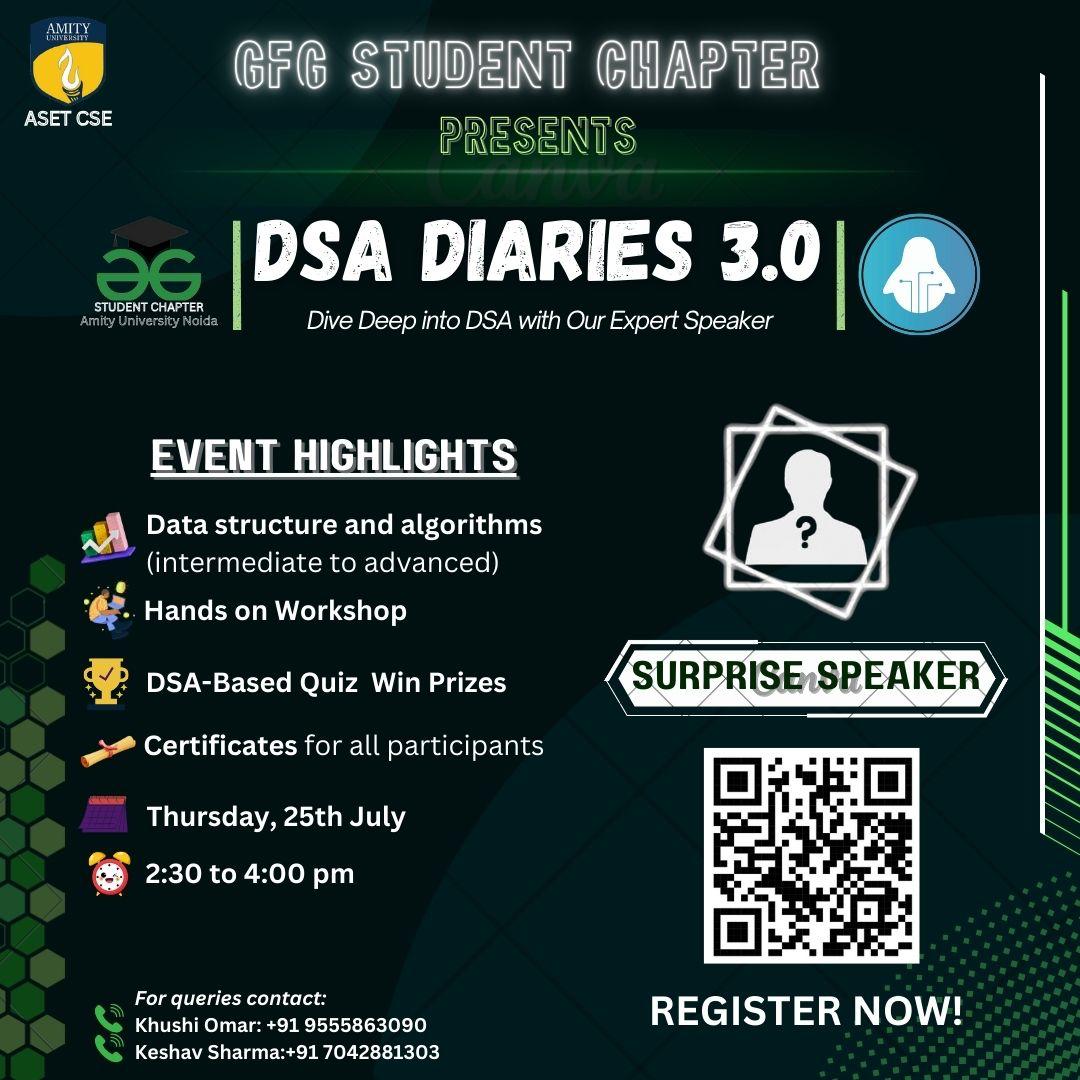 AMITY
UNIVERSITY
ASET CSE
GFG STUDENT CHAPTER
PRESENTS
Canva
STUDENT CHAPTER
Amity University Noida
DSA DIARIES 3.0
Dive Deep into DSA with Our Expert Speaker
EVENT HIGHLIGHTS
Data structure and algorithms
(intermediate to advanced)
Hands on Workshop
DSA-Based Quiz  Win Prizes
Certificates for all participants
Thursday, 25th July
2:30 to 4:00 pm
?
SURPRISE SPEAKER
Canva
REGISTER NOW!
For queries contact:
Khushi Omar: +91 9555863090
Keshav Sharma:+91 7042881303